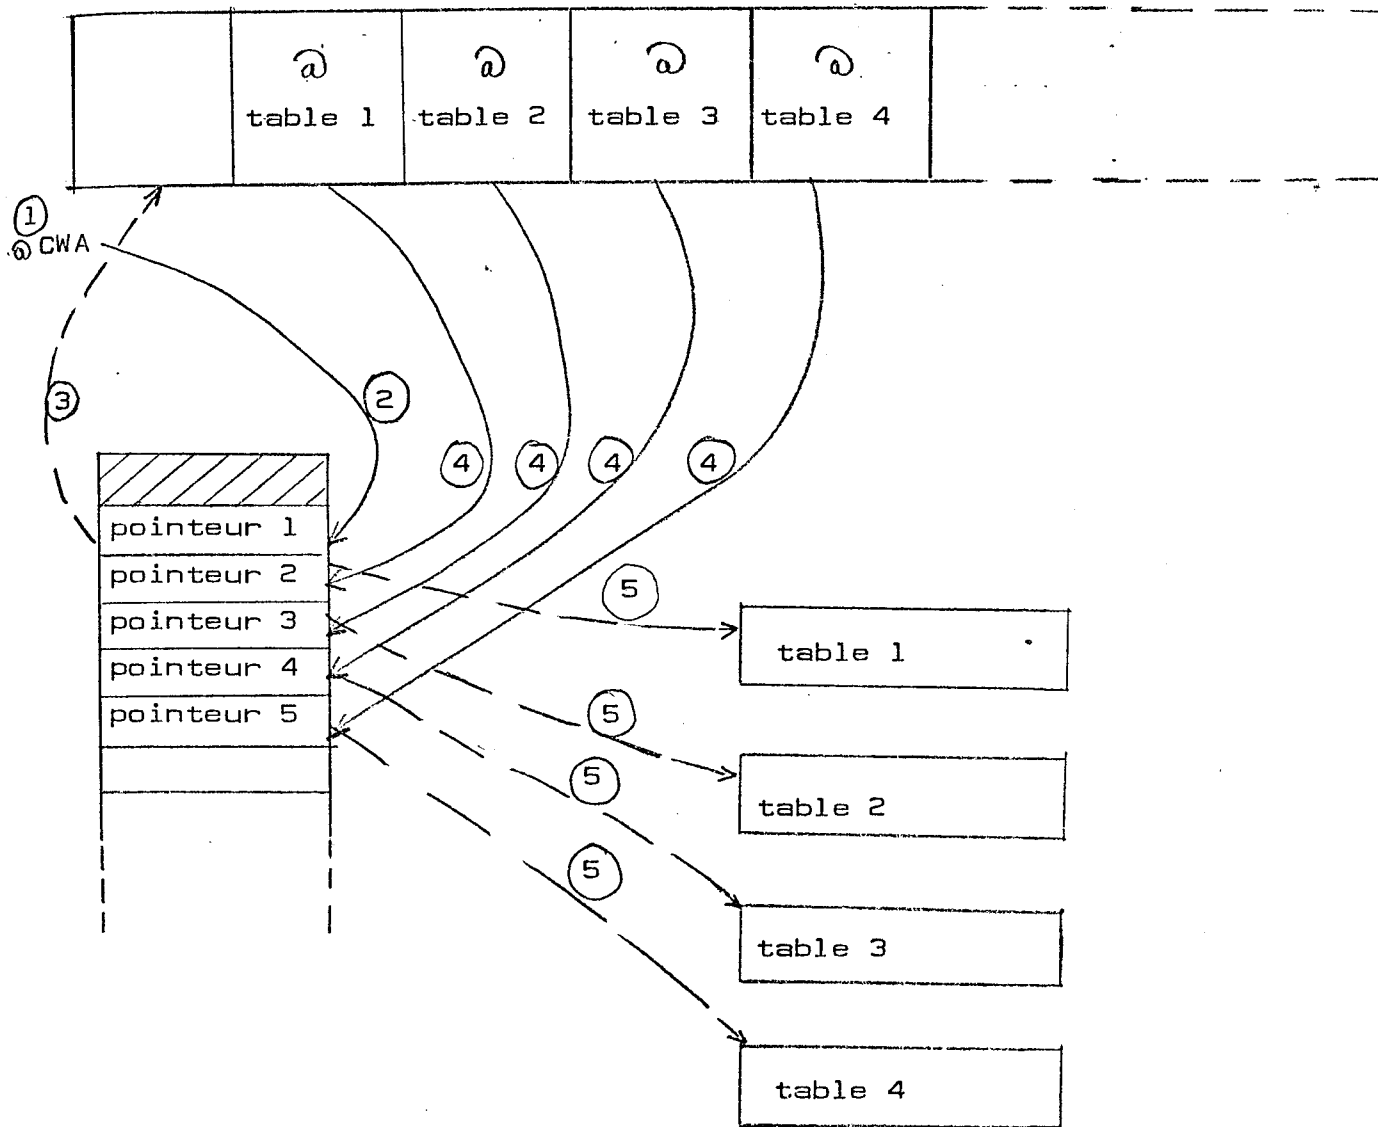 @ @ @ @
table 1 table 2 table 3 table 4
1
@ CWA
3 2
4 4 4 4
pointeur 1
pointeur 2
5
pointeur 3
table 1
pointeur 4
pointeur 5
5
5
table 2
5
table 3
table 4